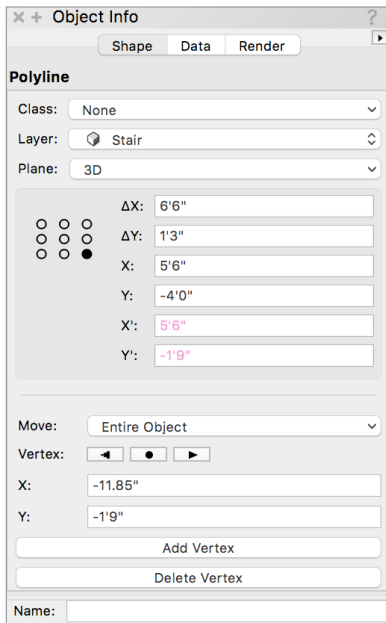 Object Info ?
Shape Data Render
Polyline
Class: None
Layer: Stair
Plane: 3D
ΔX: 6'6"
ΔY: 1'3"
X: 5'6"
Y: -4'0"
X': 5'6"
Y': -1'9"
Move: Entire Object
Vertex:
X: -11.85"
Y: -1'9"
Add Vertex
Delete Vertex
Name: